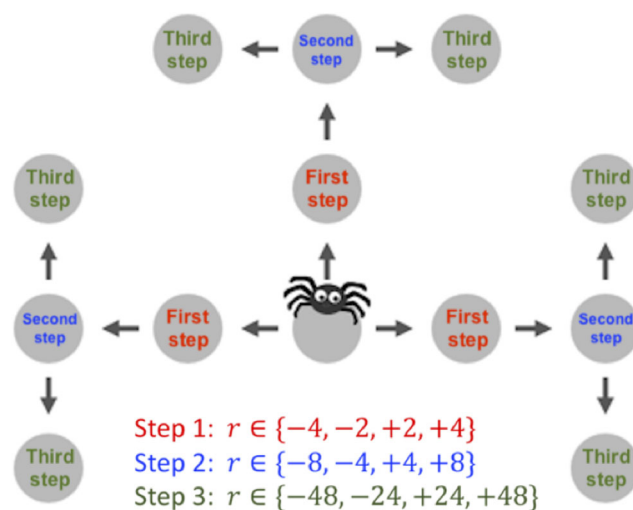 Third
step
Second
step
Third
step
Third
step
First
step
Third
step
Second
step
First
step
First
step
Second
step
Step 1: r ∈ {−4, −2, +2, +4}
Step 2: r ∈ {−8, −4, +4, +8}
Third
step
Step 3: r ∈ {−48, −24, +24, +48}
Third
step